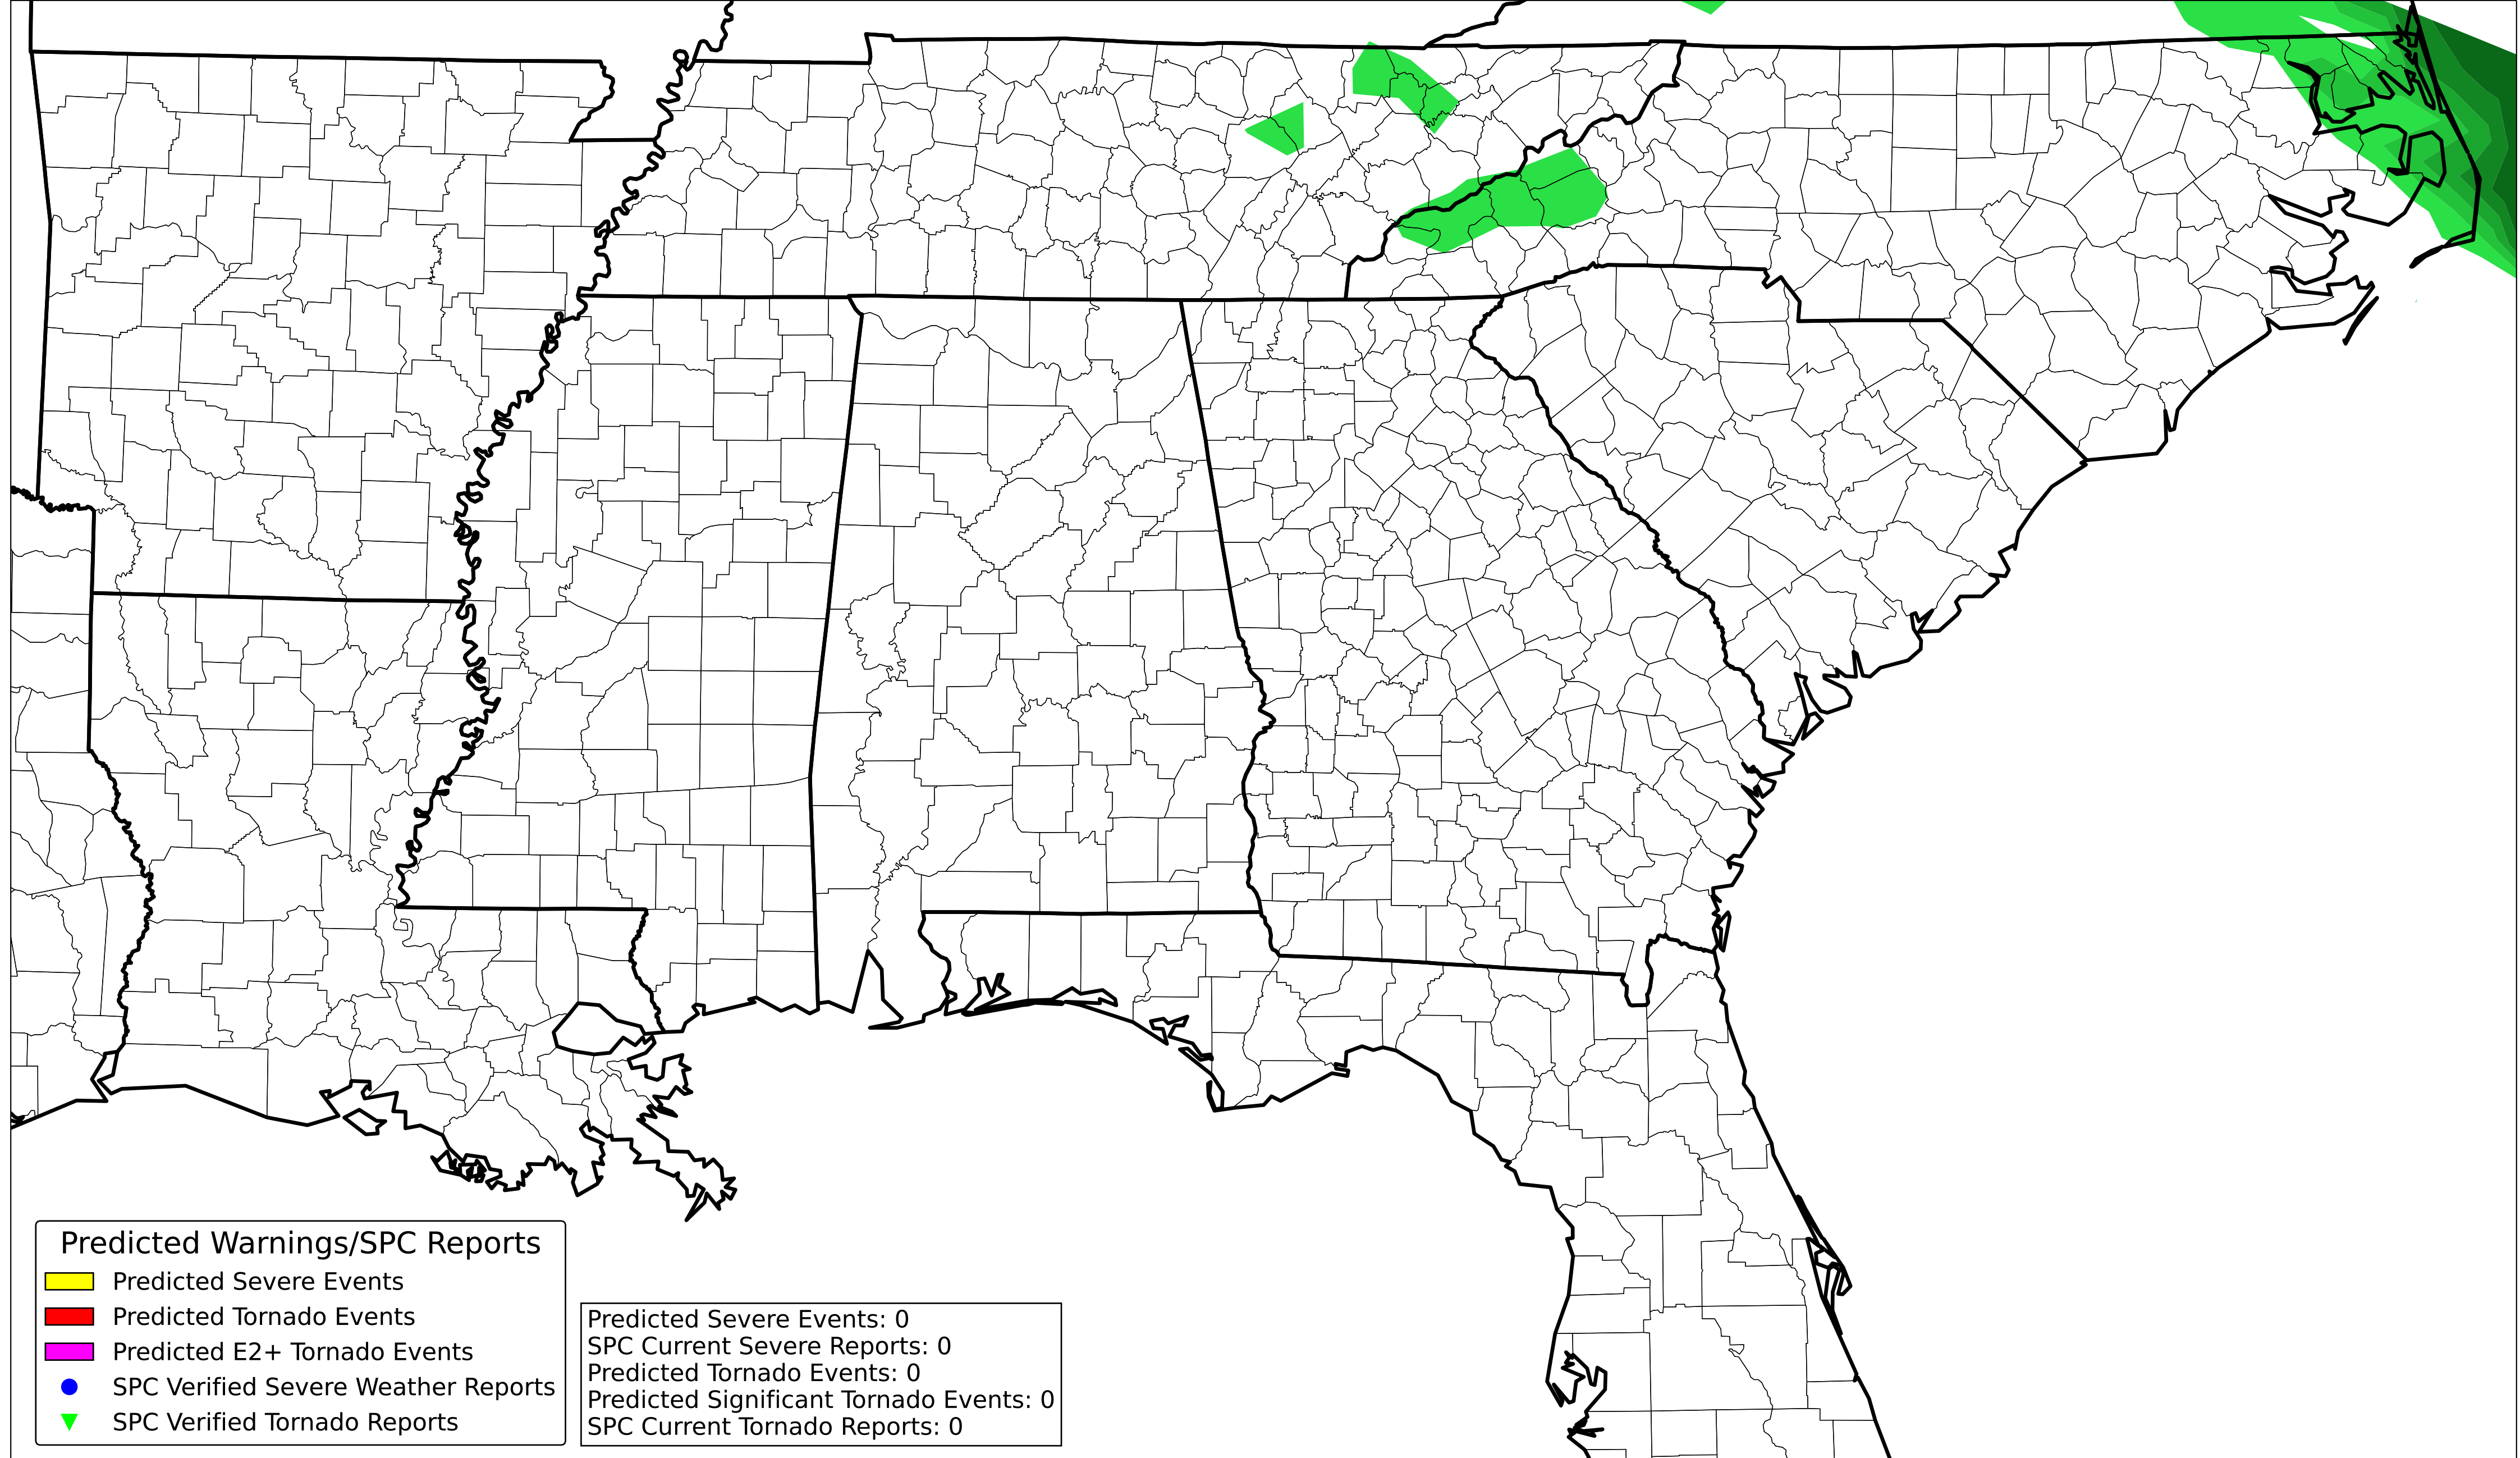 Predicted Warnings/SPC Reports
Predicted Severe Events
Predicted Tornado Events
Predicted E2+ Tornado Events
SPC Verified Severe Weather Reports
SPC Verified Tornado Reports
Predicted Severe Events: 0
SPC Current Severe Reports: 0
Predicted Tornado Events: 0
Predicted Significant Tornado Events: 0
SPC Current Tornado Reports: 0